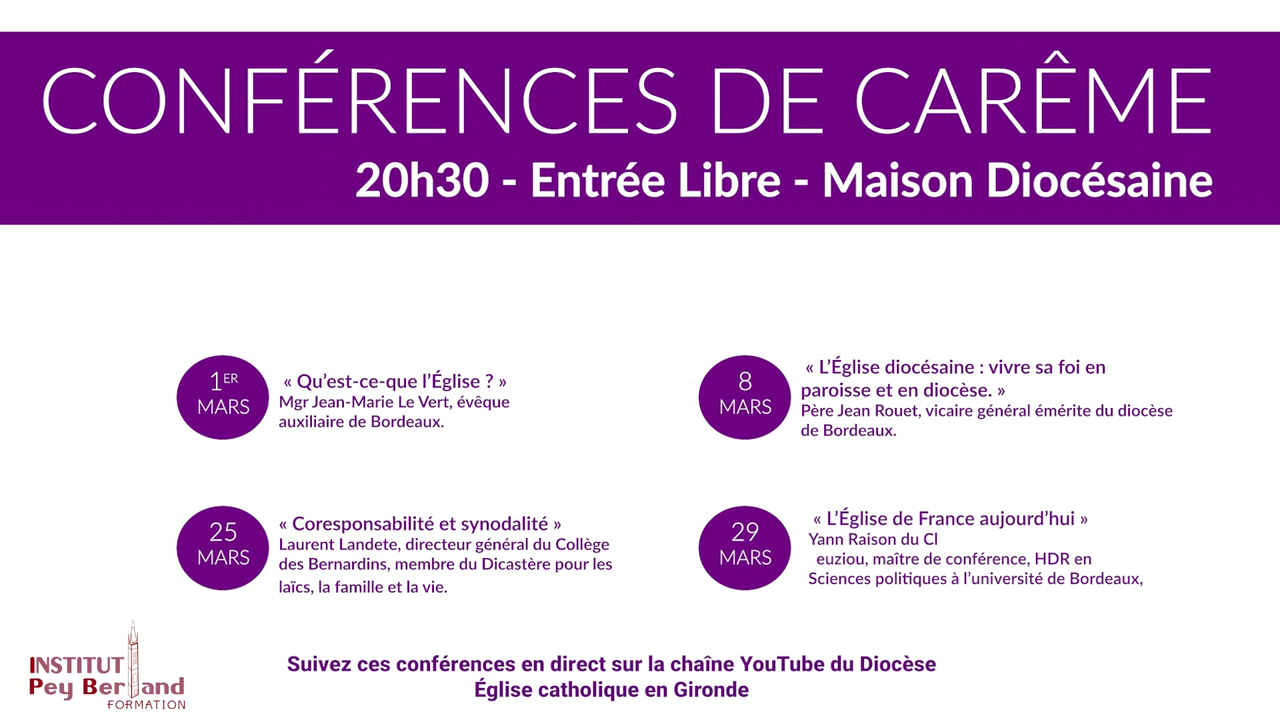 CONFÉRENCES DE CARÊME
20h30 - Entrée Libre - Maison Diocésaine
1ER
MARS
« Qu’est-ce-que l’Église ? »
Mgr Jean-Marie Le Vert, évêque
auxiliaire de Bordeaux.
8
MARS
« L’Église diocésaine : vivre sa foi en
paroisse et en diocèse. »
Père Jean Rouet, vicaire général émérite du diocèse
de Bordeaux.
25
MARS
« Coresponsabilité et synodalité »
Laurent Landete, directeur général du Collège
des Bernardins, membre du Dicastère pour les
laïcs, la famille et la vie.
29
MARS
« L’Église de France aujourd’hui »
Yann Raison du Cl
euziou, maître de conférence, HDR en
Sciences politiques à l’université de Bordeaux,
INSTITUT
Pey Berland
FORMATION
Suivez ces conférences en direct sur la chaîne YouTube du Diocèse
Église catholique en Gironde